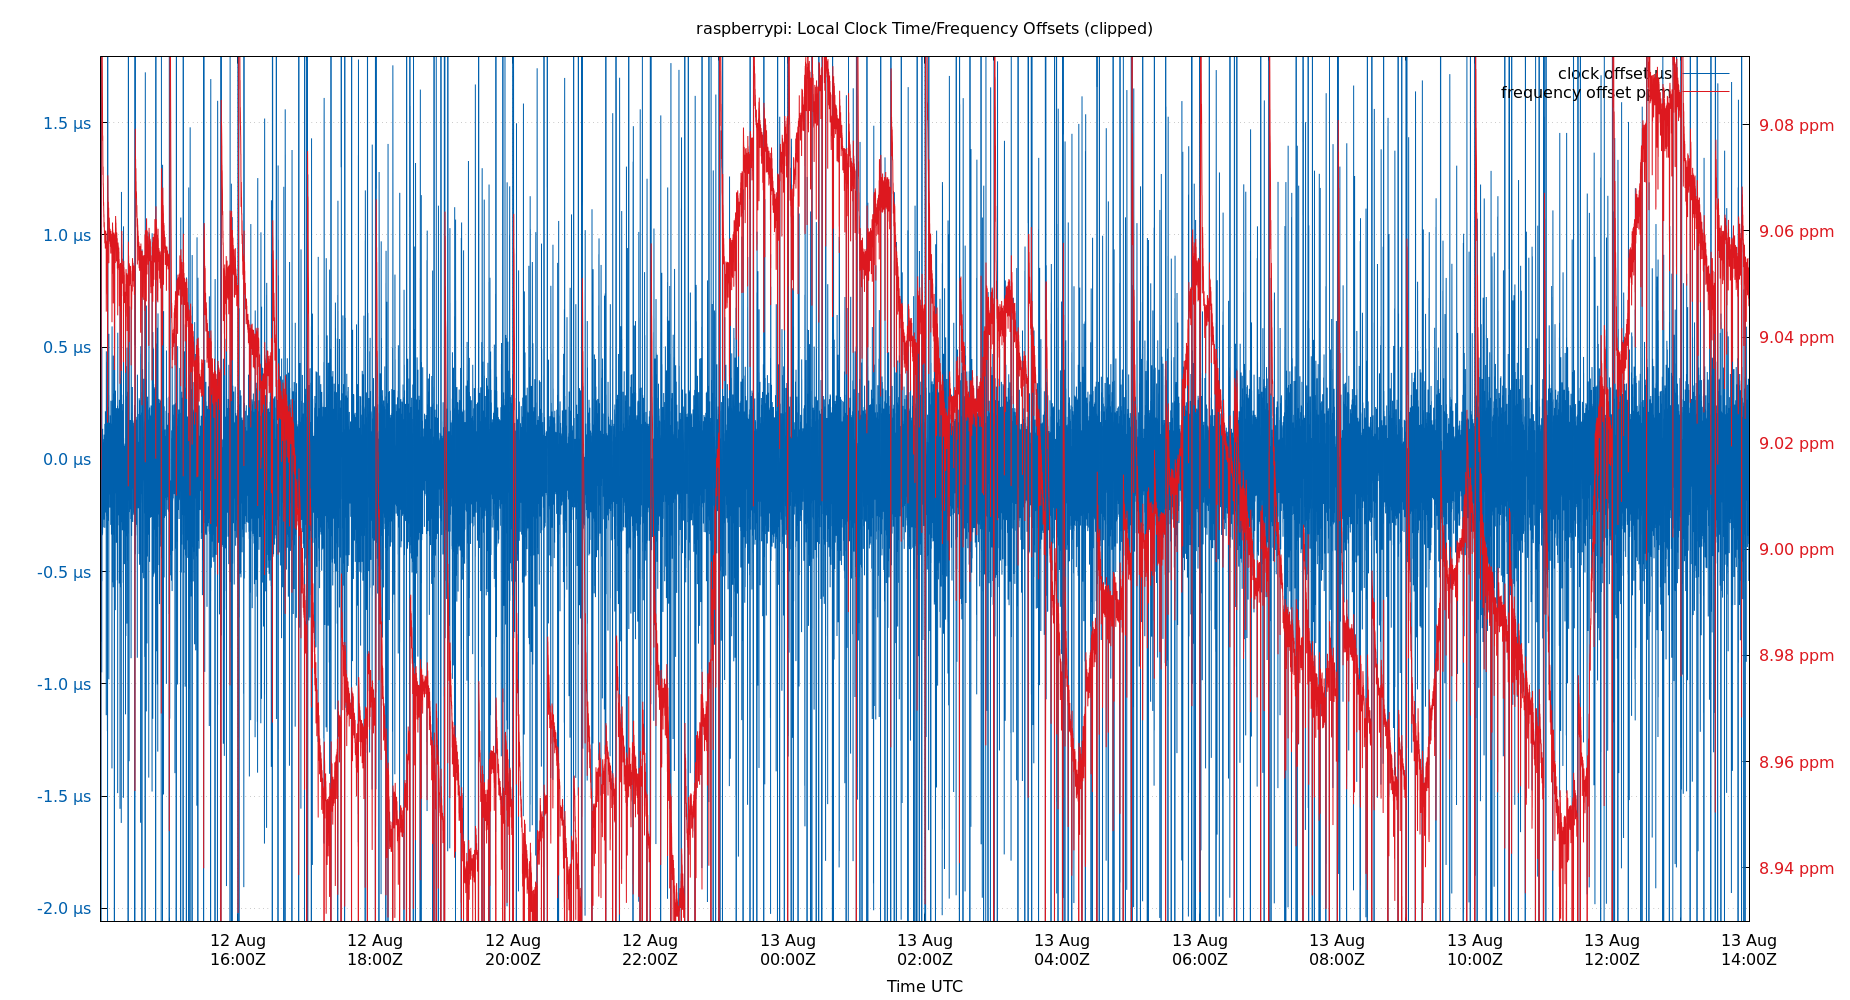 raspberrypi: Local Clock Time/Frequency Offsets (clipped)
clock offset us
frequency offset ppm
1.5 µs
1.0 µs
0.5 µs
0.0 µs
-0.5 µs
-1.0 µs
-1.5 µs
-2.0 µs
9.08 ppm
9.06 ppm
9.04 ppm
9.02 ppm
9.00 ppm
8.98 ppm
8.96 ppm
8.94 ppm
12 Aug
16:00Z
12 Aug
18:00Z
12 Aug
20:00Z
12 Aug
22:00Z
13 Aug
00:00Z
13 Aug
02:00Z
13 Aug
04:00Z
13 Aug
06:00Z
13 Aug
08:00Z
13 Aug
10:00Z
13 Aug
12:00Z
13 Aug
14:00Z
Time UTC